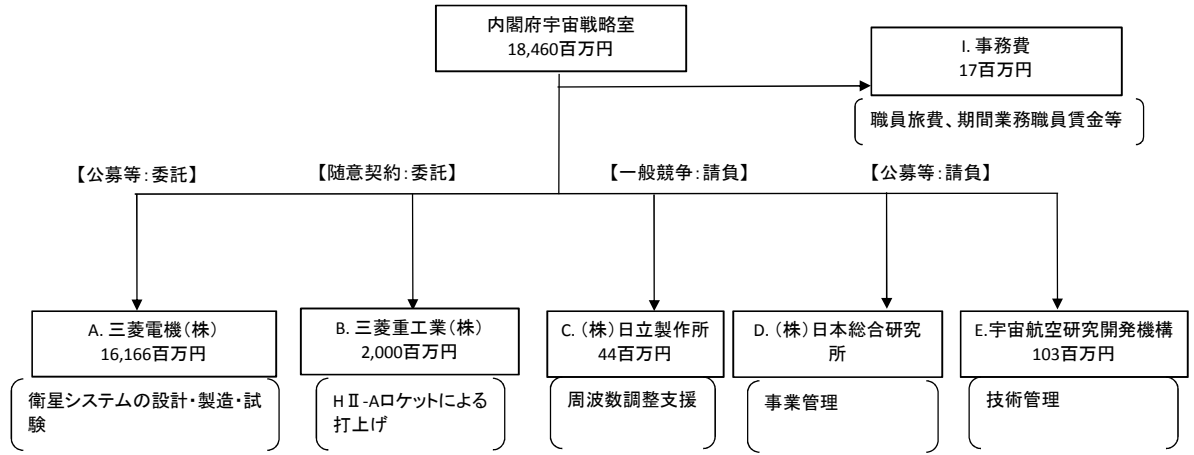 内閣府宇宙戦略室
18,460百万円
I. 事務費
17百万円
職員旅費、期間業務職員賃金等
【公募等:委託】
【随意契約:委託】
【一般競争:請負】
【公募等:請負】
A. 三菱電機(株)
16,166百万円
衛星システムの設計・製造・試
験
B. 三菱重工業(株)
2,000百万円
HⅡ-Aロケットによる
打上げ
C. (株)日立製作所
44百万円
周波数調整支援
D. (株)日本総合研究
所
事業管理
E.宇宙航空研究開発機構
103百万円
技術管理